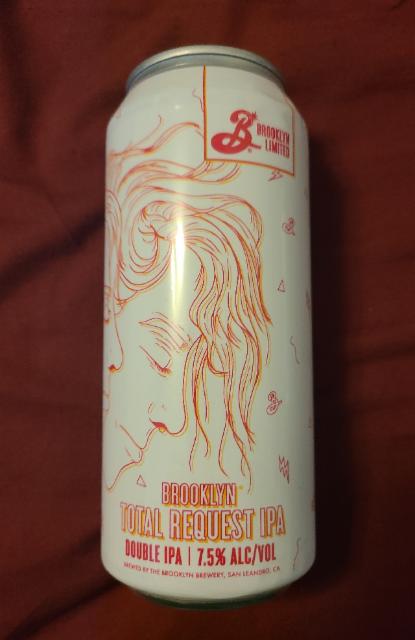 B
BROOKLYN
LIMITED
BROOKLYN
TOTAL REQUEST IPA
DOUBLE IPA | 7.5% ALC/VOL
BREWED BY THE BROOKLYN BREWERY, SAN LEANDRO, CA